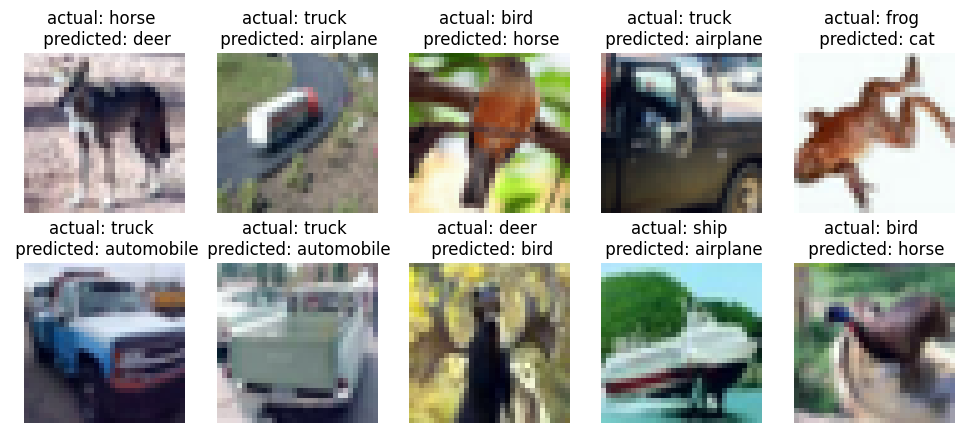 actual: horse
predicted: deer
actual: truck
predicted: airplane
actual: bird
predicted: horse
actual: truck
predicted: airplane
actual: frog
predicted: cat
actual: truck
predicted: automobile
actual: truck
predicted: automobile
actual: deer
predicted: bird
actual: ship
predicted: airplane
actual: bird
predicted: horse